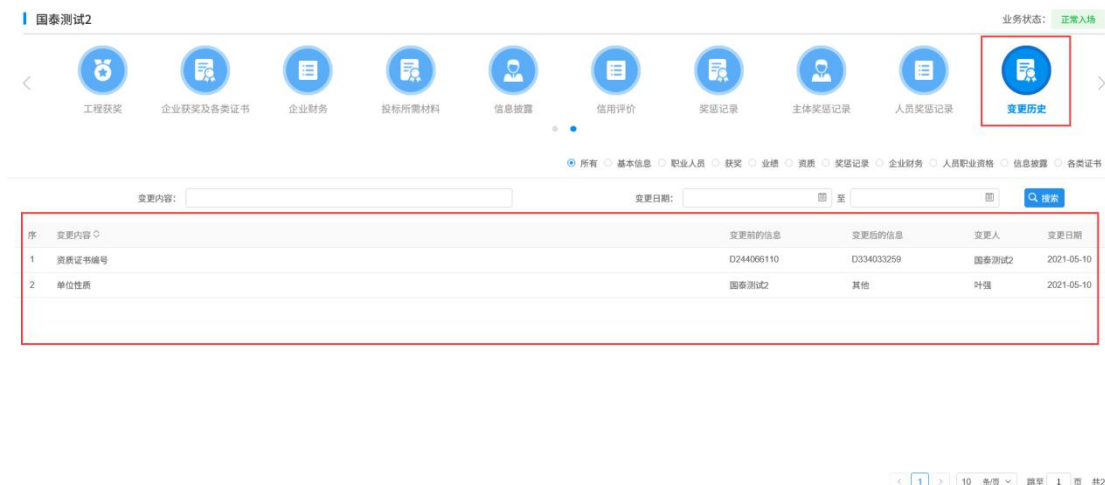 国泰测试2
业务状态： 正常入场
工程获奖 企业获奖及各类证书 企业财务 投标所需材料 信息披露 信用评价 奖惩记录 主体奖惩记录 人员奖惩记录 变更历史
所有 基本信息 职业人员 获奖 业绩 资质 奖惩记录 企业财务 人员职业资格 信息披露 各类证书
变更内容： 变更日期： 至 搜索
序 变更内容 变更前的信息 变更后的信息 变更人 变更日期
1 资质证书编号 D244066110 D334033259 国泰测试2 2021-05-10
2 单位性质 国泰测试2 其他 叶强 2021-05-10
< 1 > 10 条/页 跳至 1 页 共2